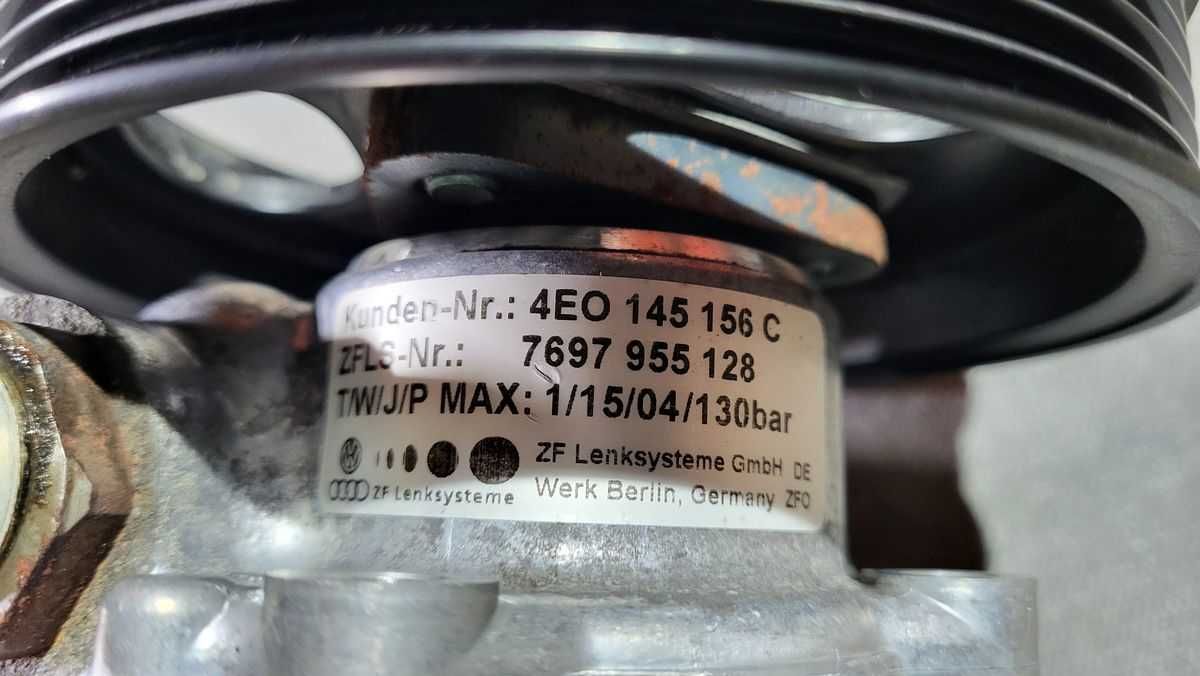 Kunden-Nr.: 4EO 145 156 C
ZFLS-Nr.: 7697 955 128
T/W/J/P MAX: 1/15/04/130bar
ZF Lenksysteme GmbH DE
ZF Lenksysteme
Werk Berlin, Germany ZFO